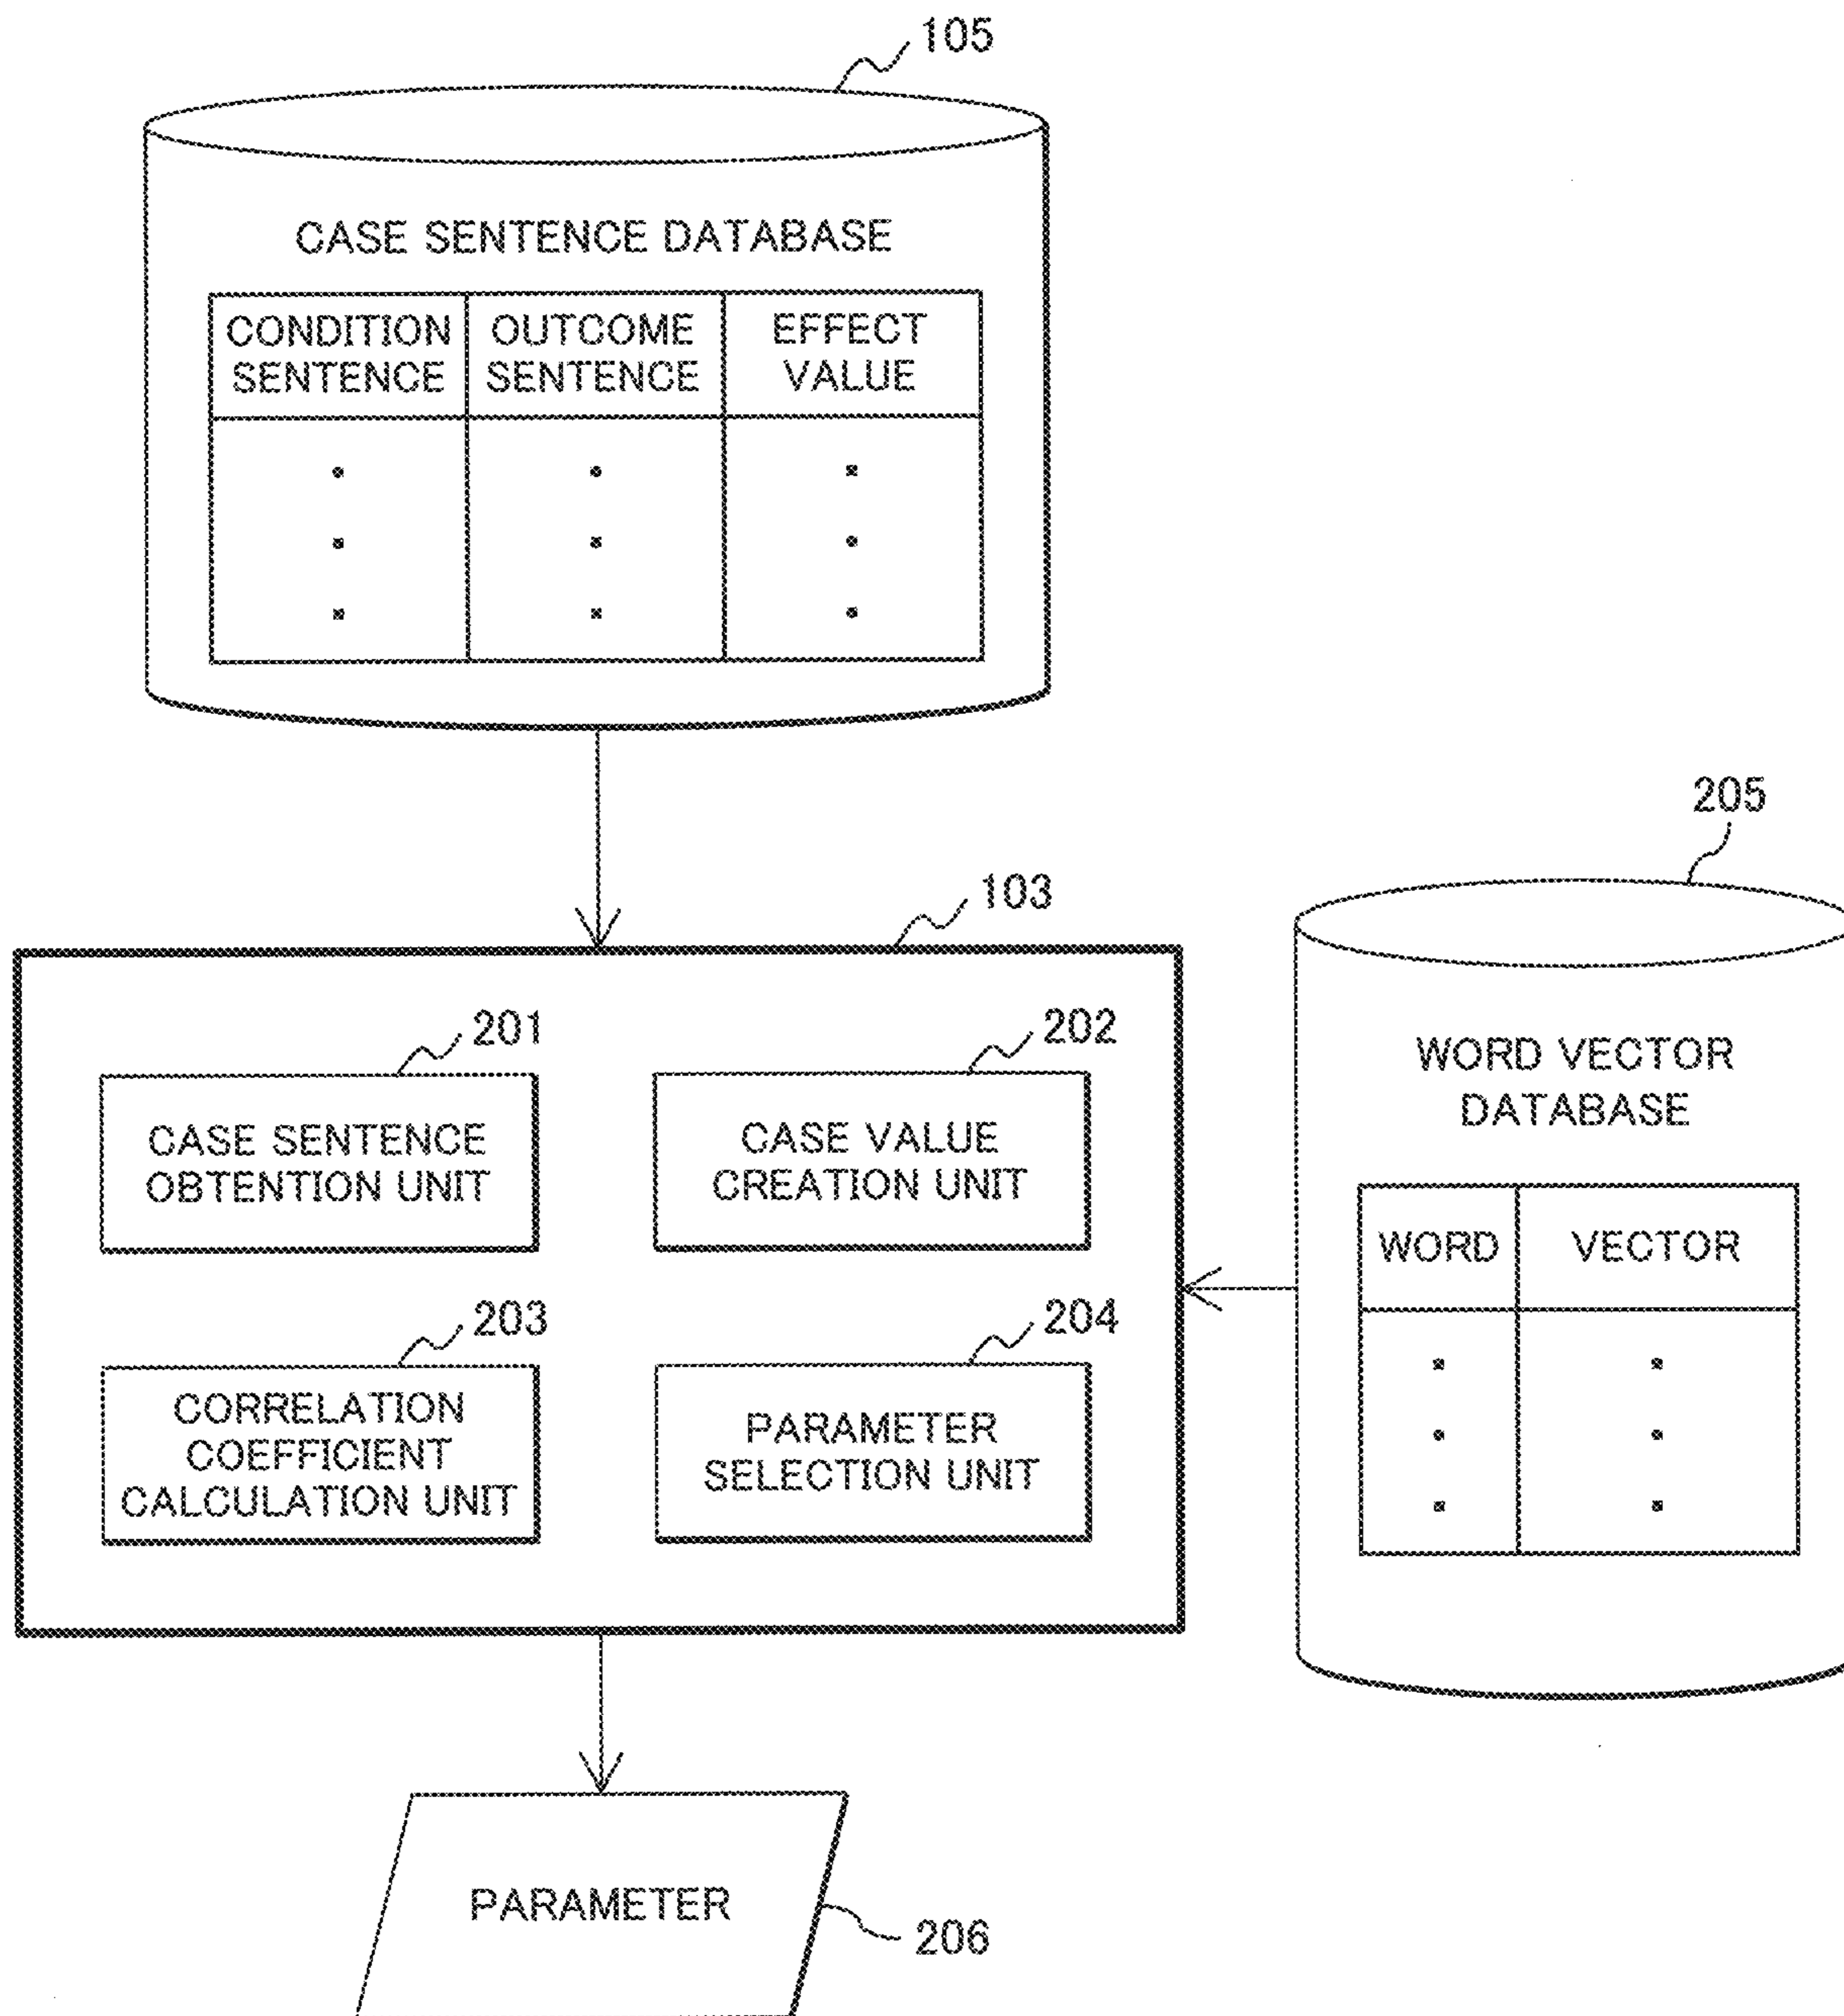 105
CASE SENTENCE DATABASE
CONDITION SENTENCE
OUTCOME SENTENCE
EFFECT VALUE
205
103
201
202
CASE SENTENCE
OBTENTION UNIT
CASE VALUE
CREATION UNIT
WORD VECTOR
DATABASE
WORD
VECTOR
203
204
CORRELATION
COEFFICIENT
CALCULATION UNIT
PARAMETER
SELECTION UNIT
PARAMETER
206